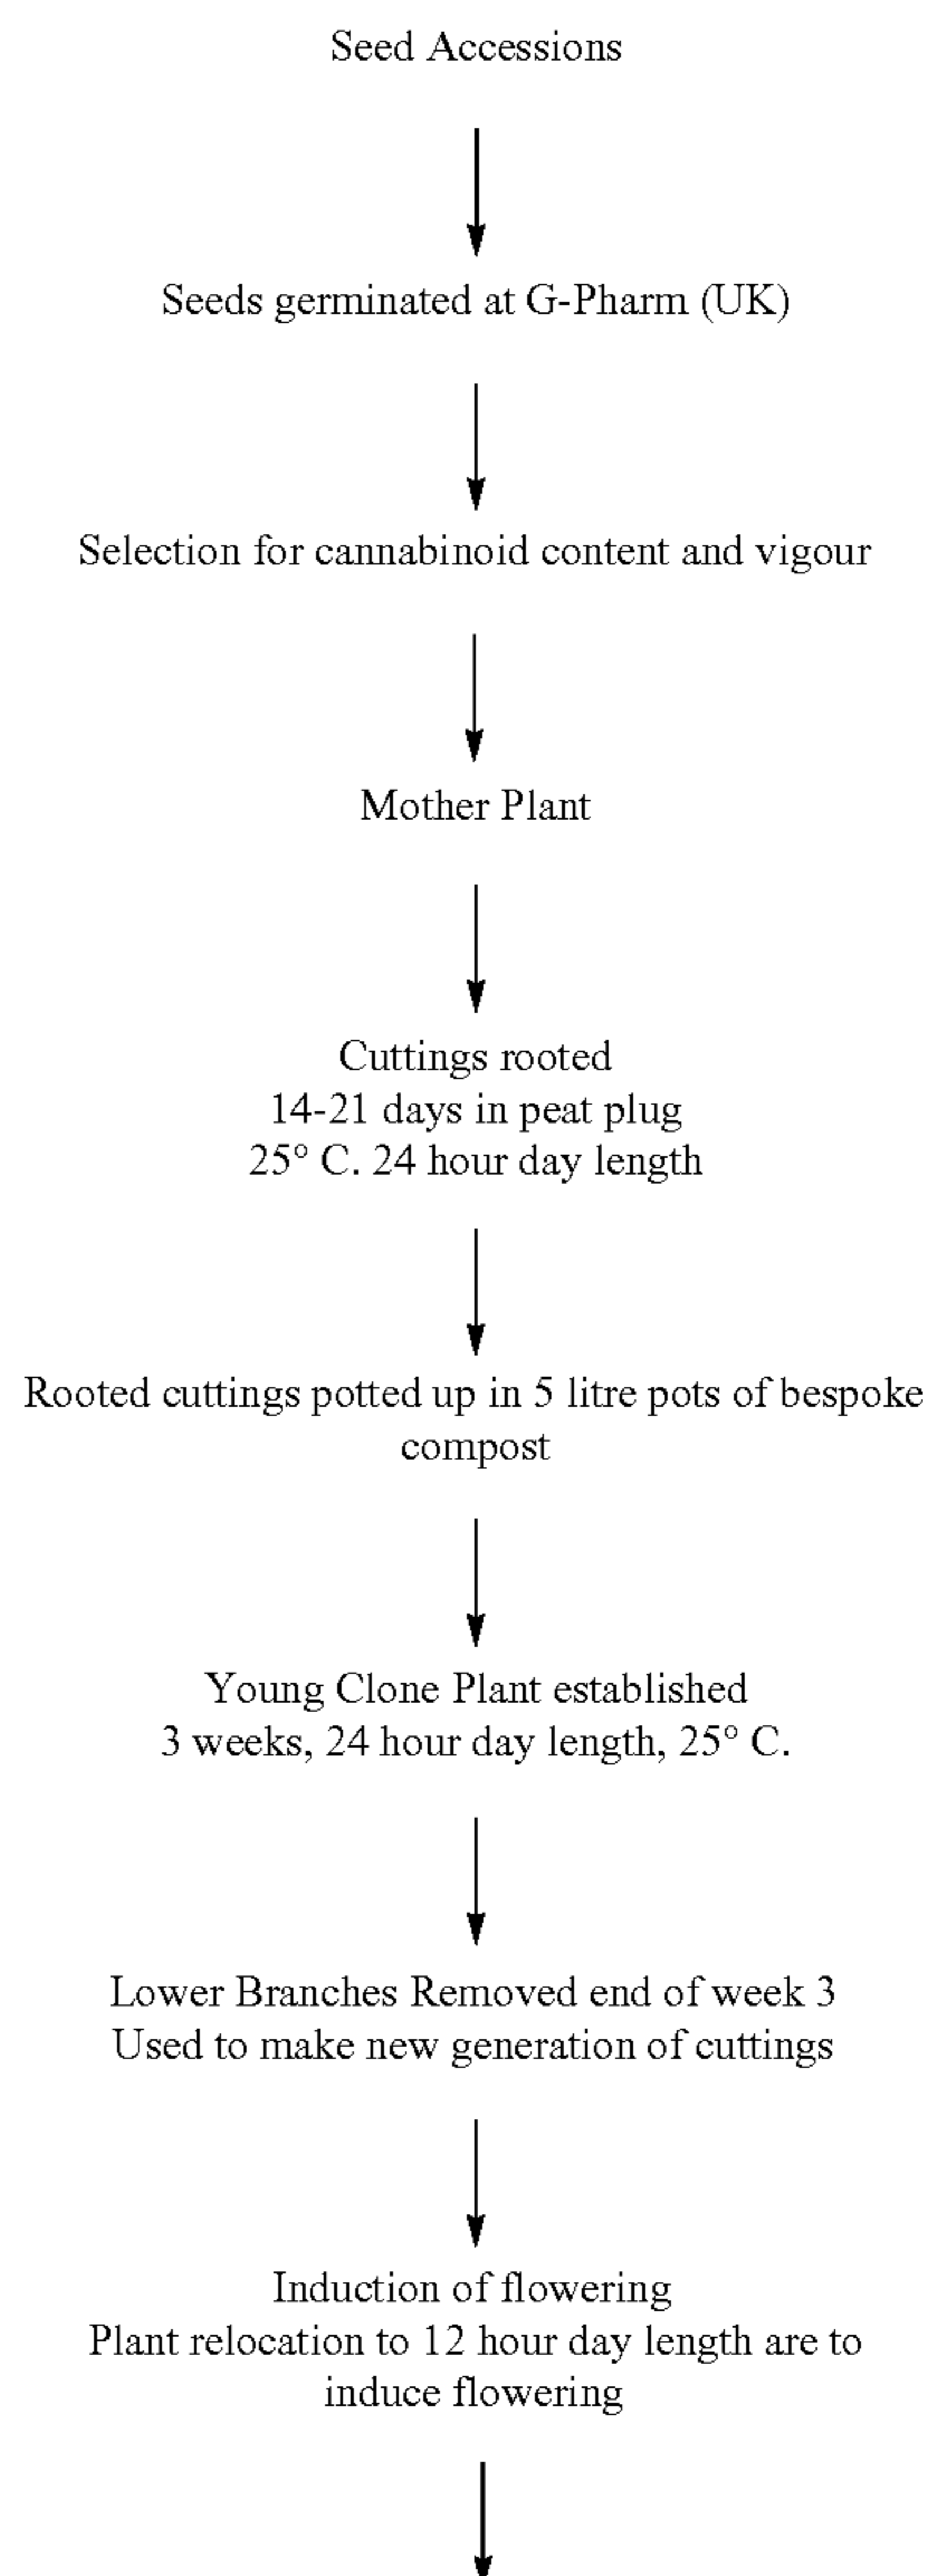 Seed Accessions
Seeds germinated at G-Pharm (UK)
Selection for cannabinoid content and vigour
Mother Plant
Cuttings rooted
14-21 days in peat plug
25° C. 24 hour day length
Rooted cuttings potted up in 5 litre pots of bespoke
compost
Young Clone Plant established
3 weeks, 24 hour day length, 25° C.
Lower Branches Removed end of week 3
Used to make new generation of cuttings
Induction of flowering
Plant relocation to 12 hour day length are to
induce flowering